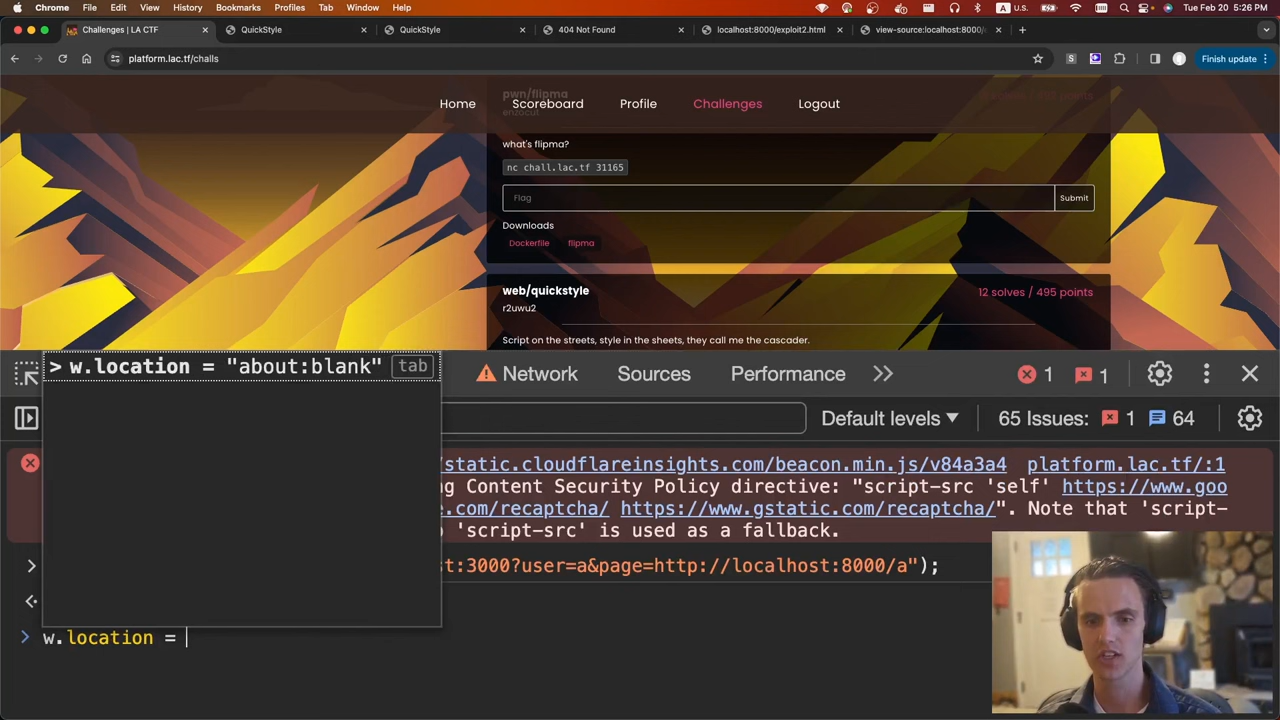 Chrome File Edit View History Bookmarks Profiles Tab Window Help
A U.S. Tue Feb 20 5:26 PM
Challenges | LA CTF QuickStyle QuickStyle 404 Not Found localhost:8000/exploit2.html view-source:localhost:8000/
platform.lac.tf/challs
Finish update
pwn/flipma
enzocut
Home Scoreboard Profile Challenges Logout
what's flipma?
nc chall.lac.tf 31165
Flag Submit
Downloads
Dockerfile flipma
web/quickstyle 12 solves / 495 points
r2uwu2
Script on the streets, style in the sheets, they call me the cascader.
> w.location = "about:blank" tab
Network Sources Performance 1 1
Default levels 65 Issues: 1 64
static.cloudflareinsights.com/beacon.min.js/v84a3a4 platform.lac.tf/:1
ng Content Security Policy directive: "script-src 'self' https://www.goo
e.com/recaptcha/ https://www.gstatic.com/recaptcha/". Note that 'script-
'script-src' is used as a fallback.
st:3000?user=a&page=http://localhost:8000/a");
> w.location =